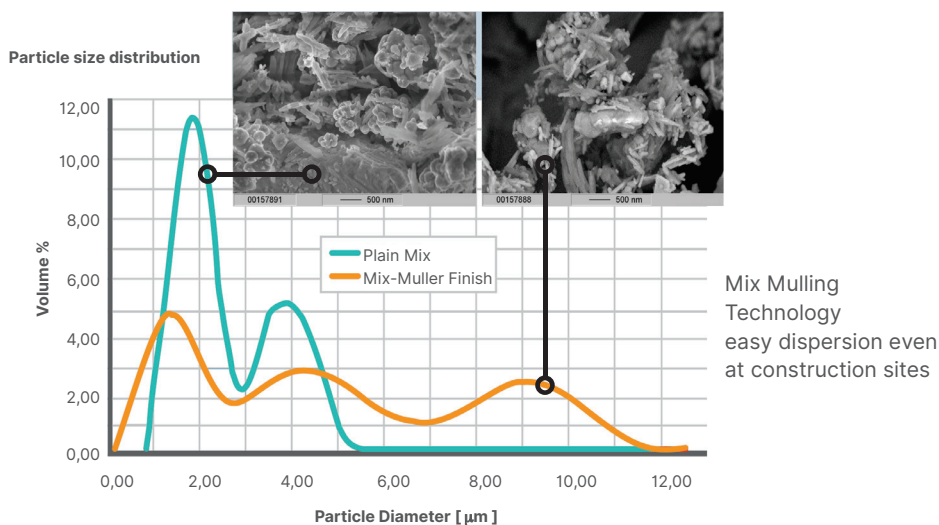 Particle size distribution
12,00
10,00
8,00
6,00
4,00
2,00
0,00
Volume %
00157891 500 nm
00157888 500 nm
Plain Mix
Mix-Muller Finish
0,00 2,00 4,00 6,00 8,00 10,00 12,00
Particle Diameter [ μm ]
Mix Mulling
Technology
easy dispersion even
at construction sites